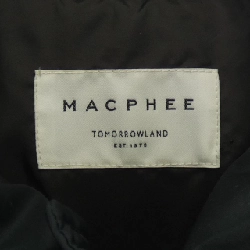 MACPHEE
TOMORROWLAND
EST 1978